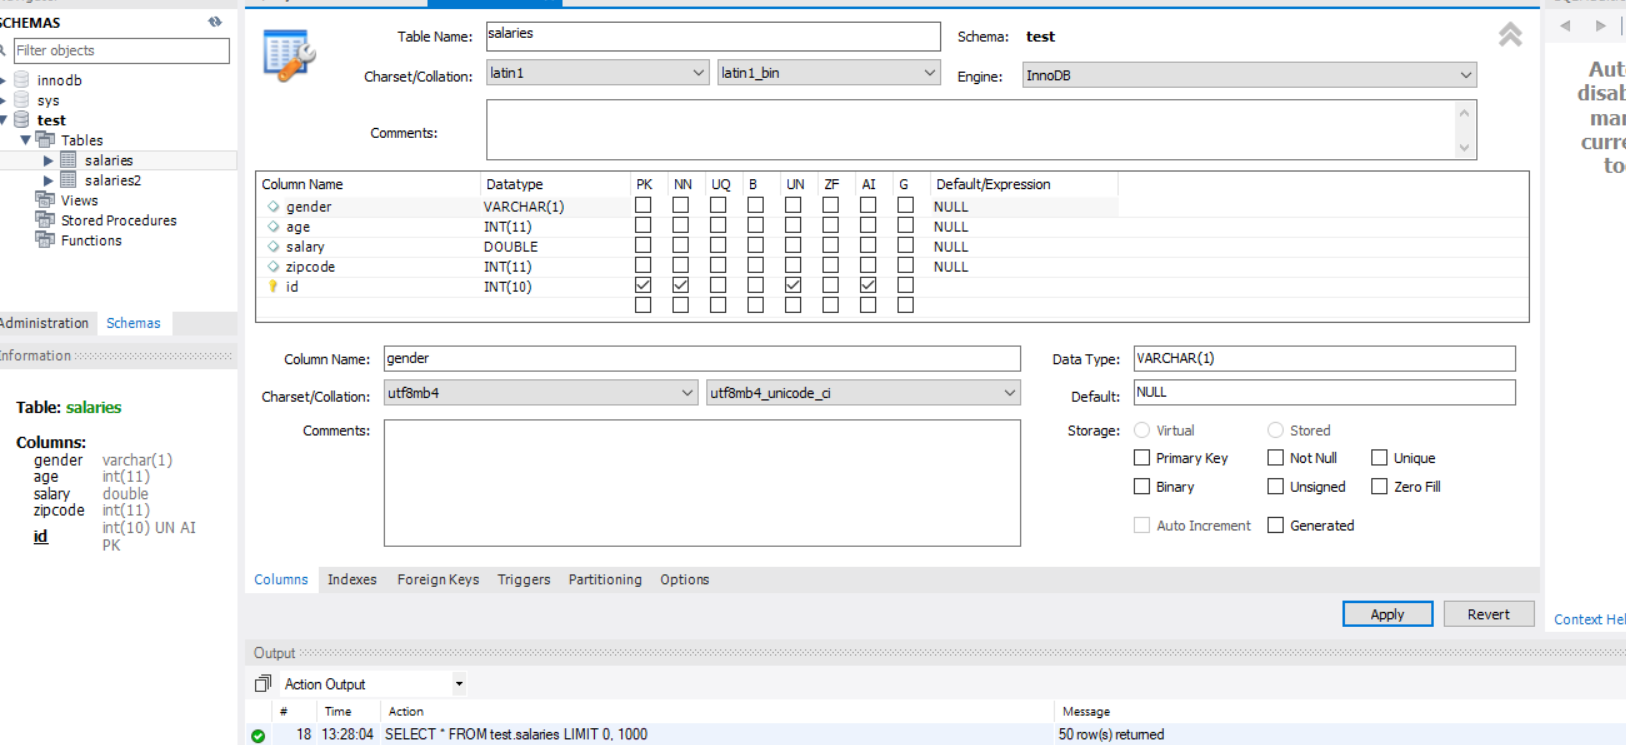 SCHEMAS
Filter objects
innodb
sys
test
Tables
salaries
salaries2
Views
Stored Procedures
Functions
Administration Schemas
Information
Table: salaries
Columns:
gender varchar(1)
age int(11)
salary double
zipcode int(11)
id int(10) UN AI
PK
Table Name: salaries Schema: test
Charset/Collation: latin1 latin1_bin Engine: InnoDB
Comments:
Column Name Datatype PK NN UQ B UN ZF AI G Default/Expression
gender VARCHAR(1) NULL
age INT(11) NULL
salary DOUBLE NULL
zipcode INT(11) NULL
id INT(10)
Column Name: gender Data Type: VARCHAR(1)
Charset/Collation: utf8mb4 utf8mb4_unicode_ci Default: NULL
Comments: Storage: Virtual Stored
Primary Key Not Null Unique
Binary Unsigned Zero Fill
Auto Increment Generated
Columns Indexes Foreign Keys Triggers Partitioning Options
Apply Revert
Output
Action Output
# Time Action Message
18 13:28:04 SELECT * FROM test.salaries LIMIT 0, 1000 50 row(s) returned
Aut
disab
mar
curre
to
Context Hel